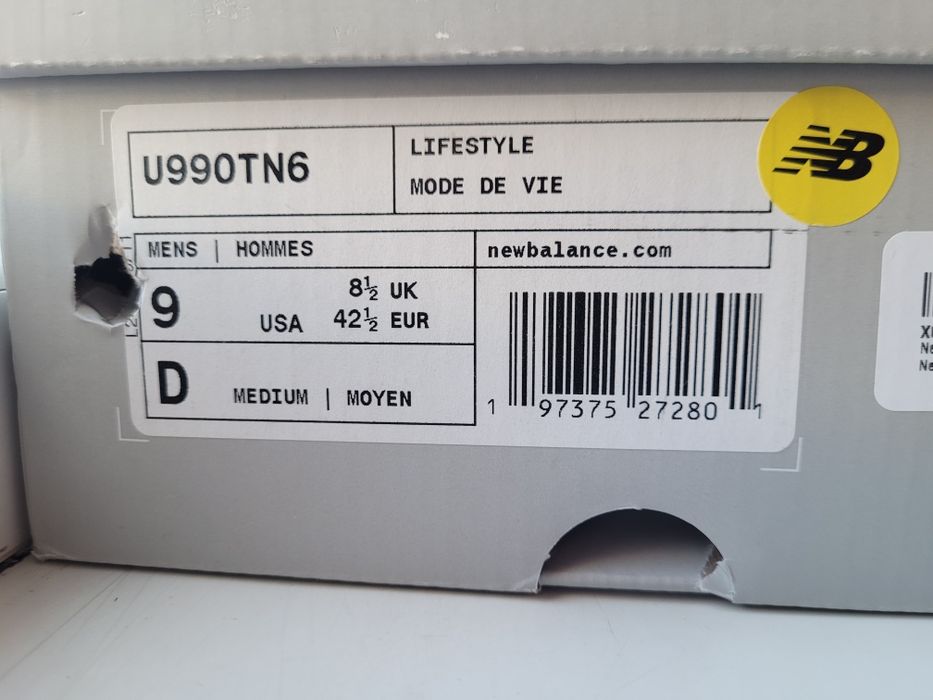 U990TN6
LIFESTYLE
MODE DE VIE
NB
MENS | HOMMES
newbalance.com
9 USA
8½ UK
42½ EUR
D MEDIUM | MOYEN
1 97375 27280 1